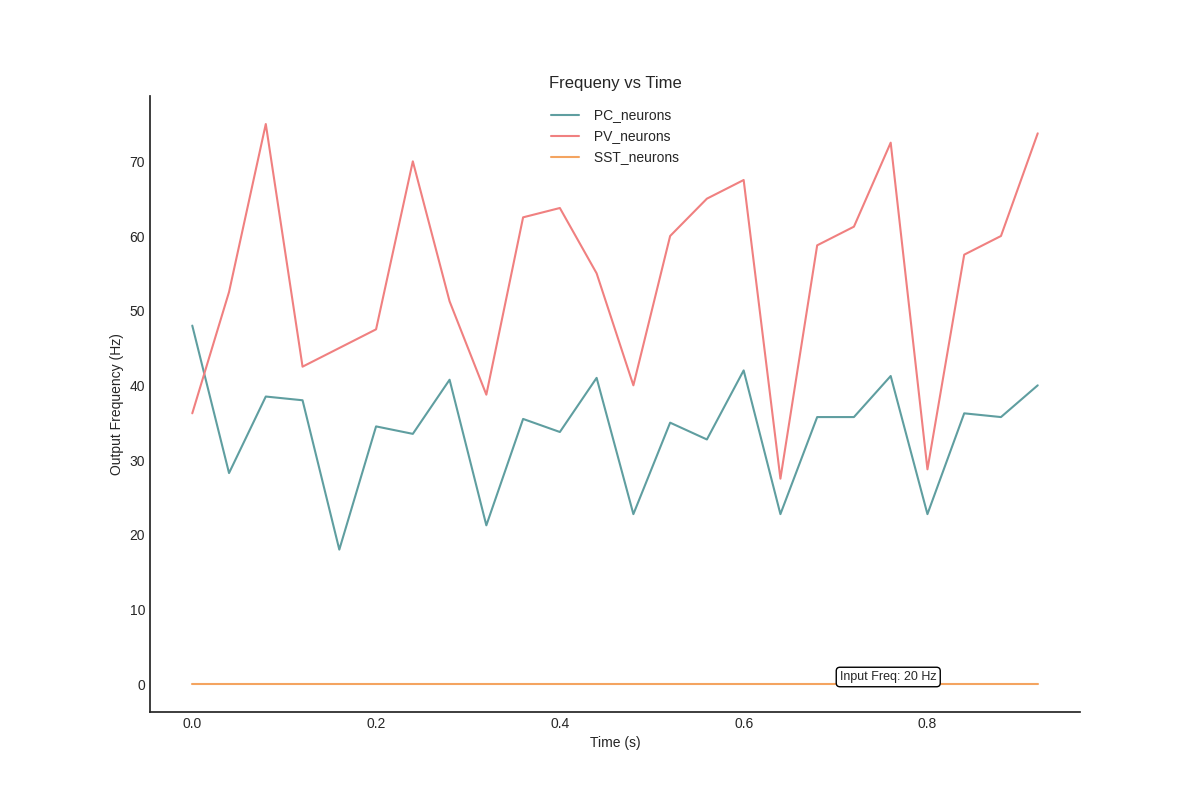 Frequeny vs Time
PC_neurons
PV_neurons
SST_neurons
70
60
50
40
30
20
10
0
Output Frequency (Hz)
Input Freq: 20 Hz
0.0 0.2 0.4 0.6 0.8
Time (s)